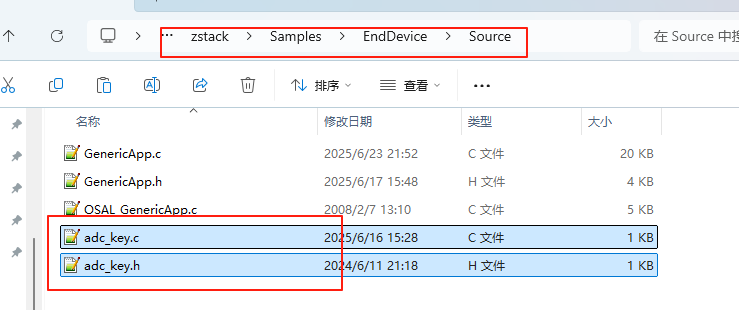 … zstack > Samples > EndDevice > Source 在 Source 中搜
排序 查看 …
名称 修改日期 类型 大小
GenericApp.c 2025/6/23 21:52 C 文件 20 KB
GenericApp.h 2025/6/17 15:48 H 文件 4 KB
OSAL_GenericApp.c 2008/2/7 13:10 C 文件 5 KB
adc_key.c 2025/6/16 15:28 C 文件 1 KB
adc_key.h 2024/6/11 21:18 H 文件 1 KB